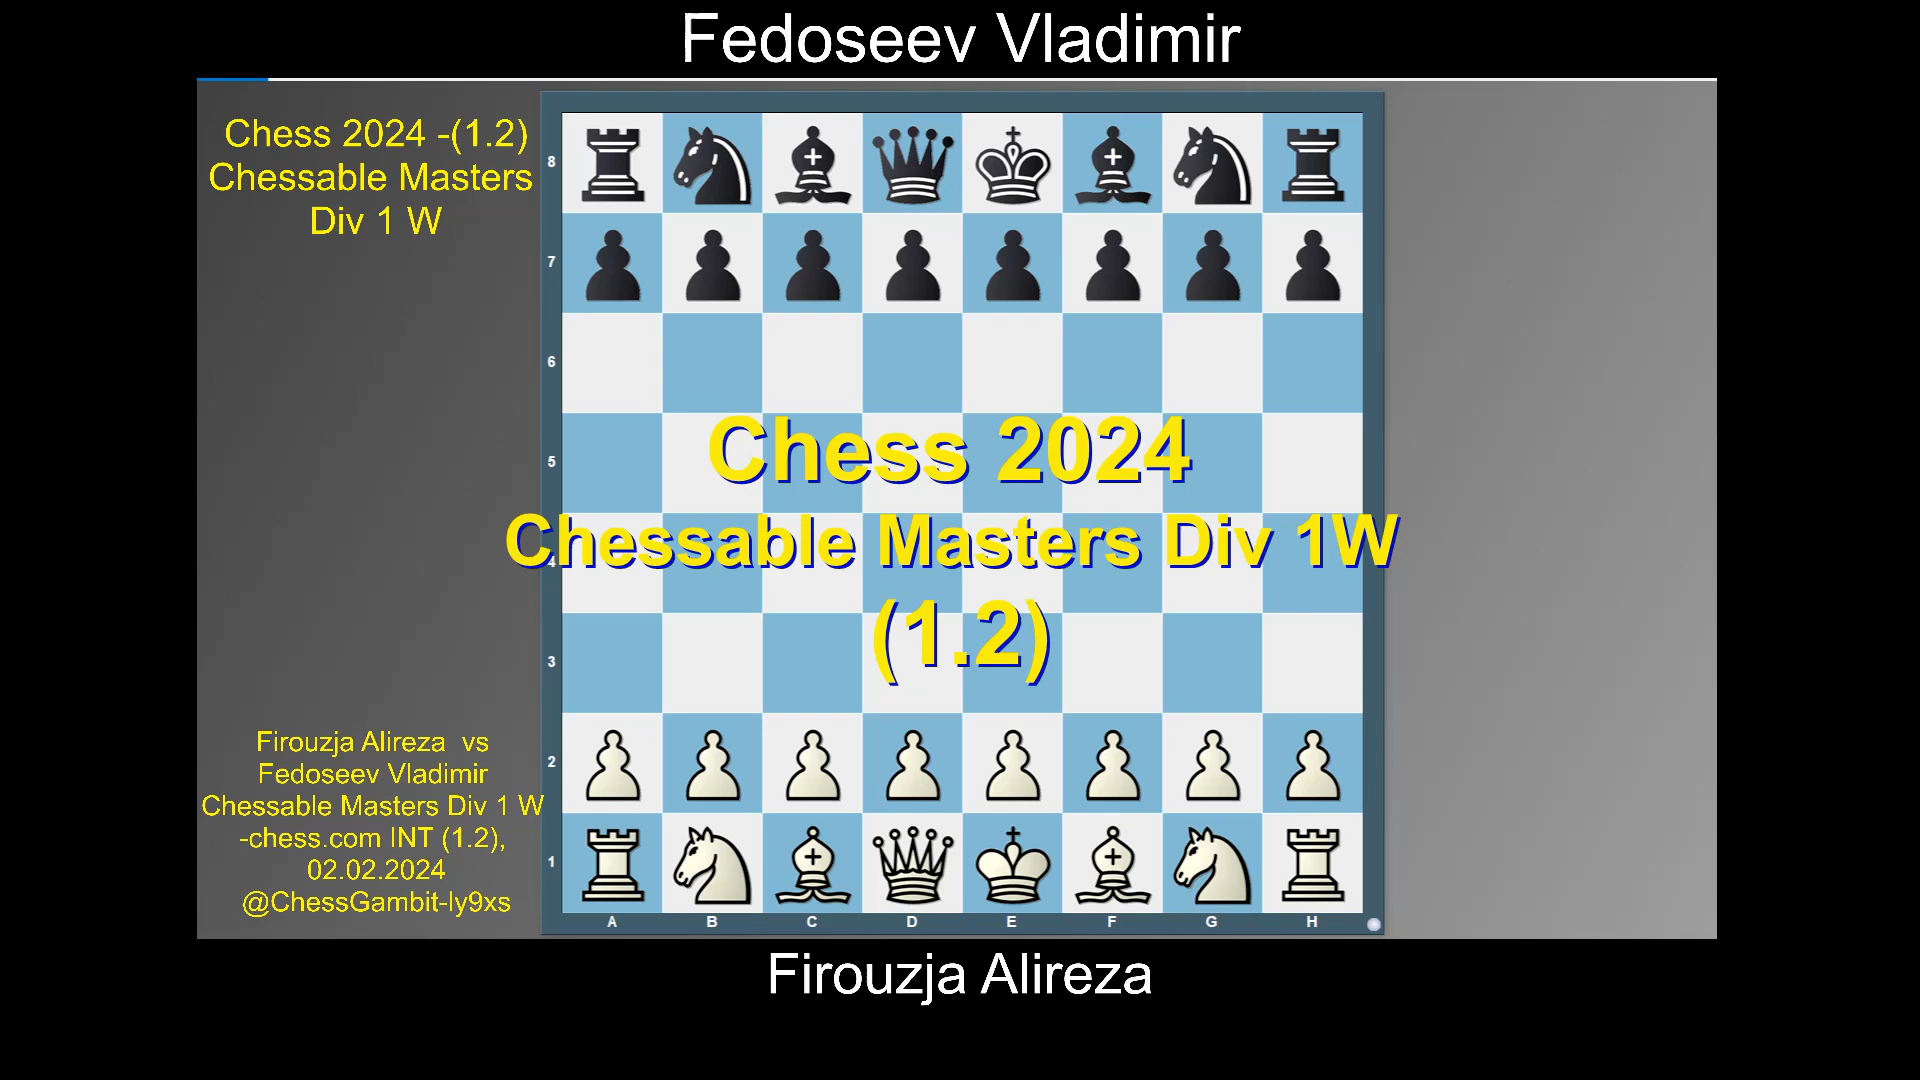 Fedoseev Vladimir
Chess 2024 -(1.2)
Chessable Masters
Div 1 W
8
7
6
5
4
3
2
1
Chess 2024
Chessable Masters Div 1W
(1.2)
Firouzja Alireza  vs
Fedoseev Vladimir
Chessable Masters Div 1 W
-chess.com INT (1.2),
02.02.2024
@ChessGambit-ly9xs
A B C D E F G H
Firouzja Alireza